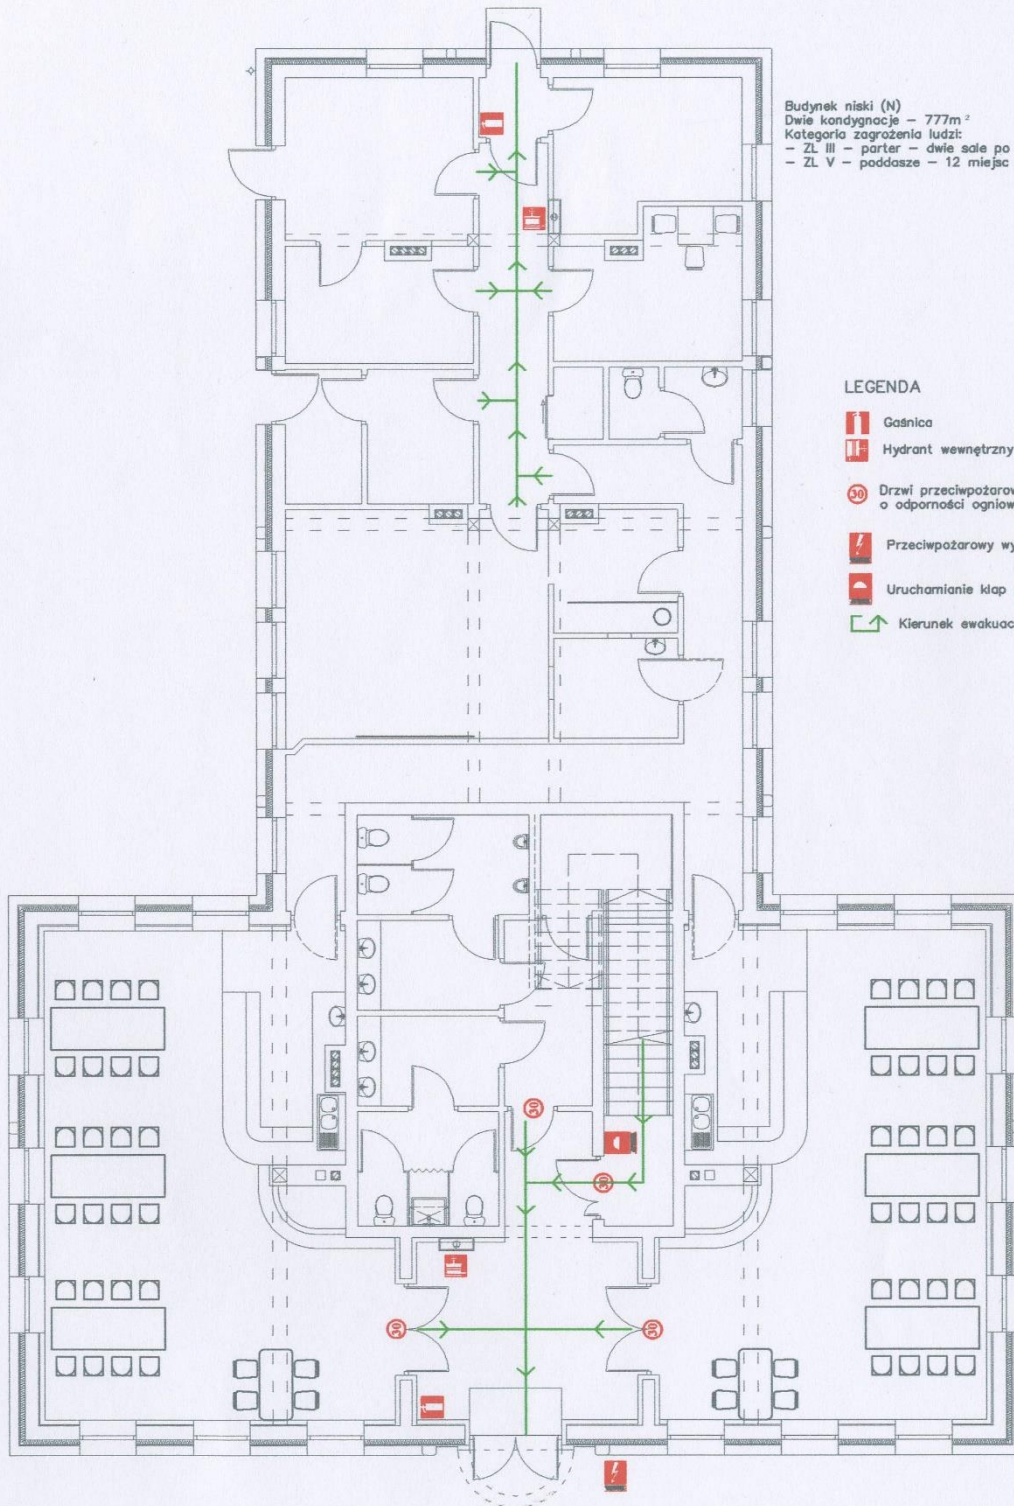 Budynek niski (N)
Dwie kondygnacje – 777m²
Kategoria zagrożenia ludzi:
– ZL III – parter – dwie sale po
– ZL V – poddasze – 12 miejsc
LEGENDA
Gaśnica
Hydrant wewnętrzny
30
Drzwi przeciwpożarow
o odporności ogniow
Przeciwpożarowy wy
Uruchamianie klap
Kierunek ewakuac
30
30
30
30